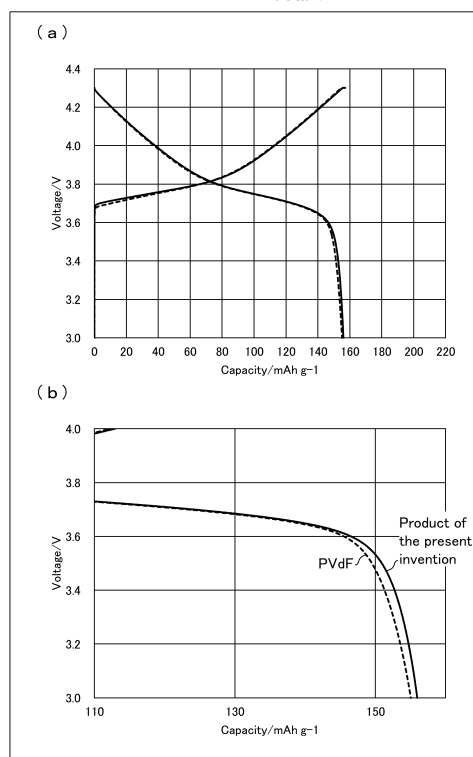 (a)
Voltage/V
4.4
4.2
4.0
3.8
3.6
3.4
3.2
3.0
0 20 40 60 80 100 120 140 160 180 200 220
Capacity/mAh g-1
(b)
Voltage/V
4.0
3.8
3.6
3.4
3.2
3.0
Product of
the present
invention
PVdF
110 130 150
Capacity/mAh g-1